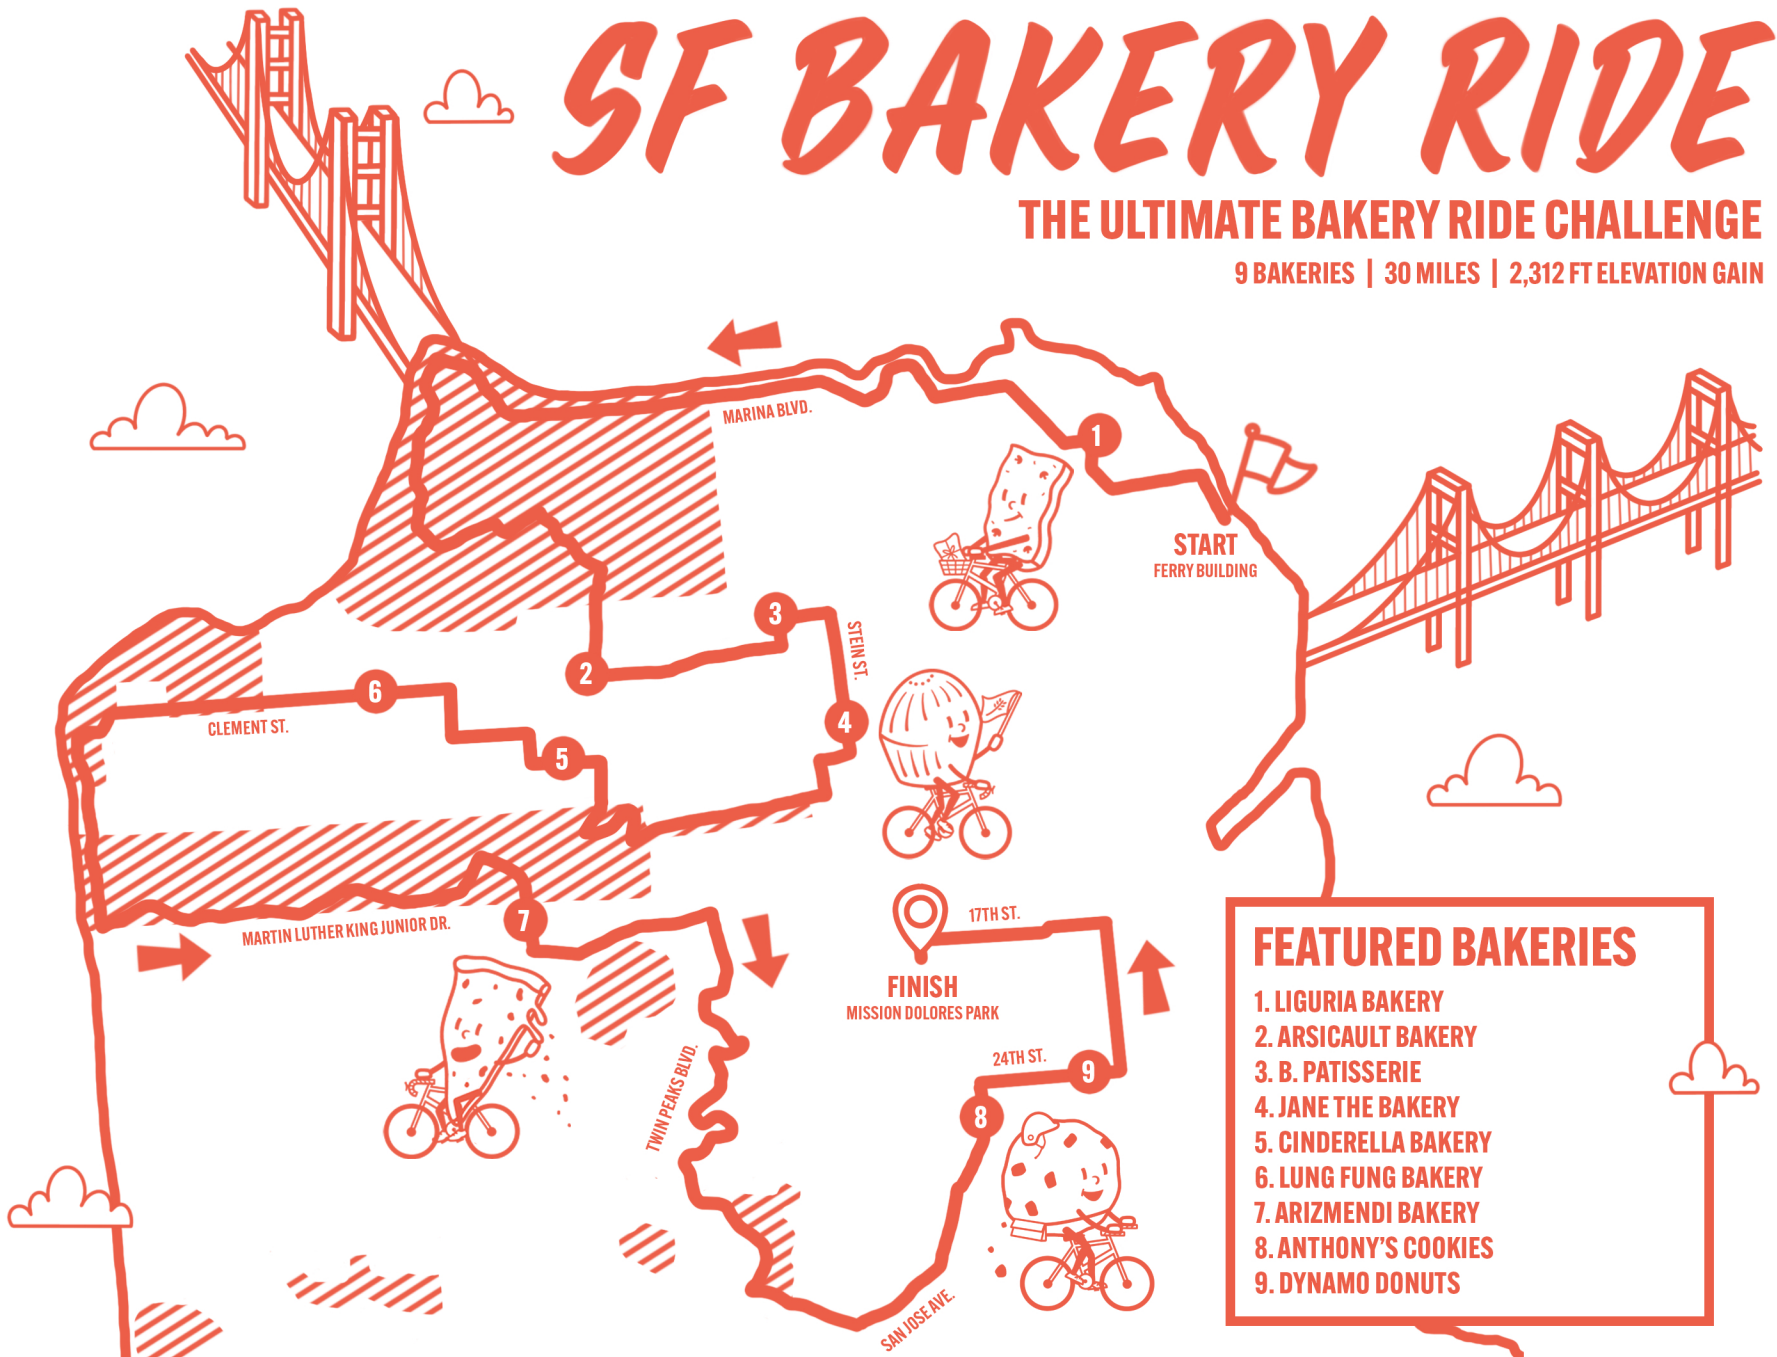 SF BAKERY RIDE
THE ULTIMATE BAKERY RIDE CHALLENGE
9 BAKERIES | 30 MILES | 2,312 FT ELEVATION GAIN
MARINA BLVD.
1
START
FERRY BUILDING
3
STEIN ST.
2
6
4
CLEMENT ST.
5
7
MARTIN LUTHER KING JUNIOR DR.
17TH ST.
FINISH
MISSION DOLORES PARK
TWIN PEAKS BLVD.
24TH ST.
9
8
SAN JOSE AVE.
FEATURED BAKERIES
1. LIGURIA BAKERY
2. ARSICAULT BAKERY
3. B. PATISSERIE
4. JANE THE BAKERY
5. CINDERELLA BAKERY
6. LUNG FUNG BAKERY
7. ARIZMENDI BAKERY
8. ANTHONY'S COOKIES
9. DYNAMO DONUTS